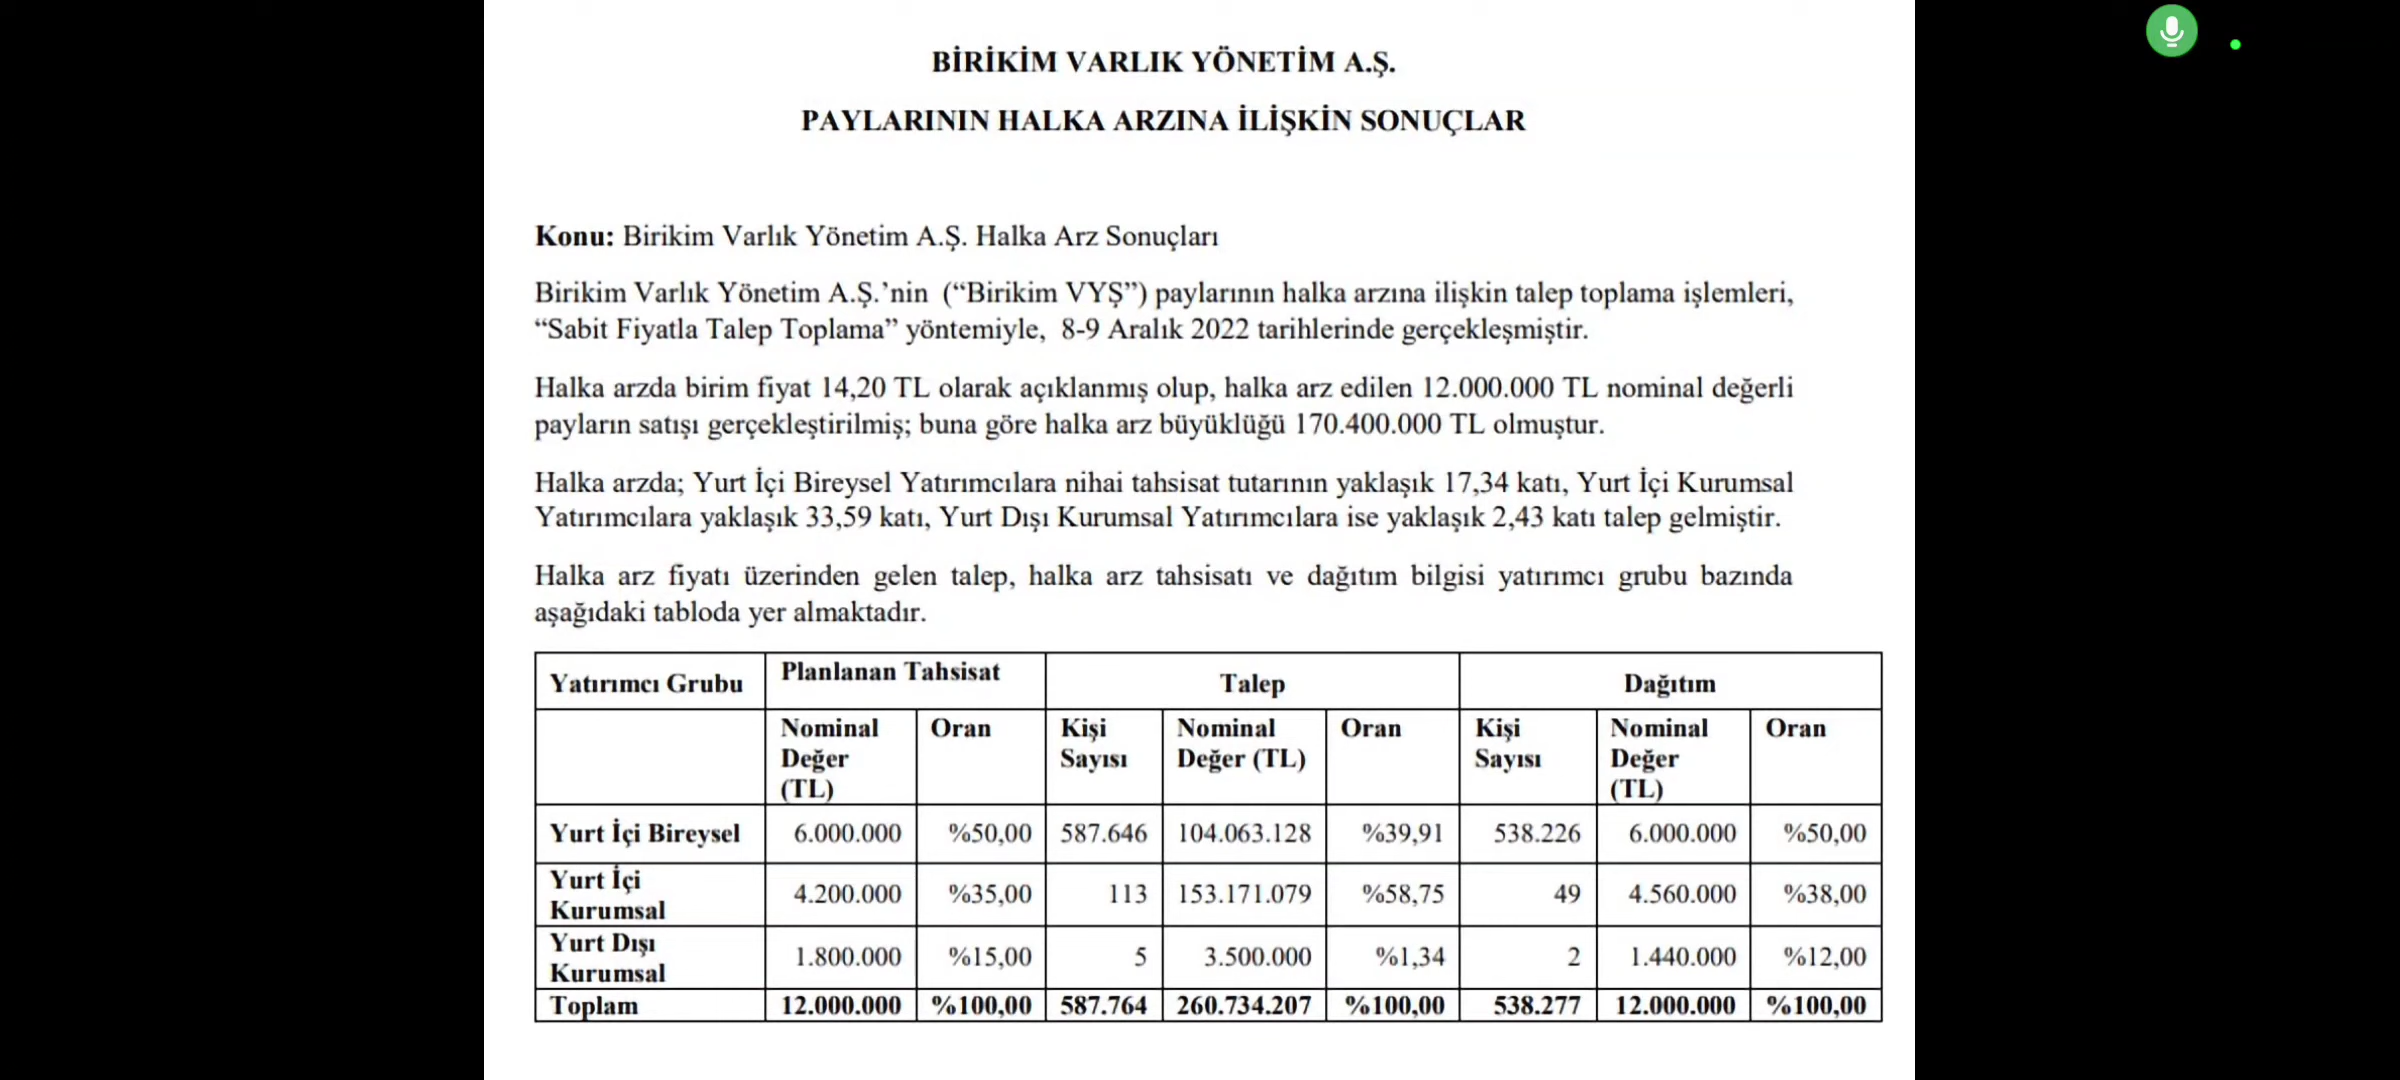 BİRİKİM VARLIK YÖNETİM A.Ş.
PAYLARININ HALKA ARZINA İLİŞKİN SONUÇLAR
Konu: Birikim Varlık Yönetim A.Ş. Halka Arz Sonuçları
Birikim Varlık Yönetim A.Ş.’nin (“Birikim VYŞ”) paylarının halka arzına ilişkin talep toplama işlemleri,
“Sabit Fiyatla Talep Toplama” yöntemiyle, 8-9 Aralık 2022 tarihlerinde gerçekleşmiştir.
Halka arzda birim fiyat 14,20 TL olarak açıklanmış olup, halka arz edilen 12.000.000 TL nominal değerli
payların satışı gerçekleştirilmiş; buna göre halka arz büyüklüğü 170.400.000 TL olmuştur.
Halka arzda; Yurt İçi Bireysel Yatırımcılara nihai tahsisat tutarının yaklaşık 17,34 katı, Yurt İçi Kurumsal
Yatırımcılara yaklaşık 33,59 katı, Yurt Dışı Kurumsal Yatırımcılara ise yaklaşık 2,43 katı talep gelmiştir.
Halka arz fiyatı üzerinden gelen talep, halka arz tahsisatı ve dağıtım bilgisi yatırımcı grubu bazında
aşağıdaki tabloda yer almaktadır.
Yatırımcı Grubu Planlanan Tahsisat Talep Dağıtım
Nominal Değer (TL) Oran Kişi Sayısı Nominal Değer (TL) Oran Kişi Sayısı Nominal Değer (TL) Oran
Yurt İçi Bireysel 6.000.000 %50,00 587.646 104.063.128 %39,91 538.226 6.000.000 %50,00
Yurt İçi Kurumsal 4.200.000 %35,00 113 153.171.079 %58,75 49 4.560.000 %38,00
Yurt Dışı Kurumsal 1.800.000 %15,00 5 3.500.000 %1,34 2 1.440.000 %12,00
Toplam 12.000.000 %100,00 587.764 260.734.207 %100,00 538.277 12.000.000 %100,00